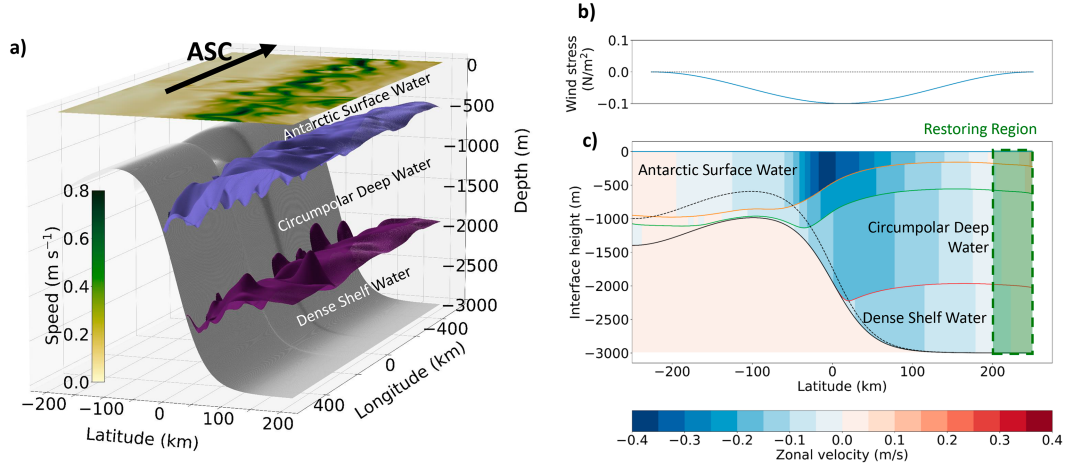 a)
ASC
Antarctic Surface Water
Circumpolar Deep Water
Dense Shelf Water
0
−500
−1000
−1500
−2000
−2500
−3000
Depth (m)
Speed (m s⁻¹)
0.8
0.6
0.4
0.2
0.0
−200
−100
0
100
200
Latitude (km)
400
0
−400
Longitude (km)
b)
Wind stress
(N/m²)
0.1
0.0
−0.1
c)
Restoring Region
Antarctic Surface Water
Circumpolar Deep
Water
Dense Shelf Water
Interface height (m)
0
−500
−1000
−1500
−2000
−2500
−3000
−200
−100
0
100
200
Latitude (km)
−0.4
−0.3
−0.2
−0.1
0.0
0.1
0.2
0.3
0.4
Zonal velocity (m/s)